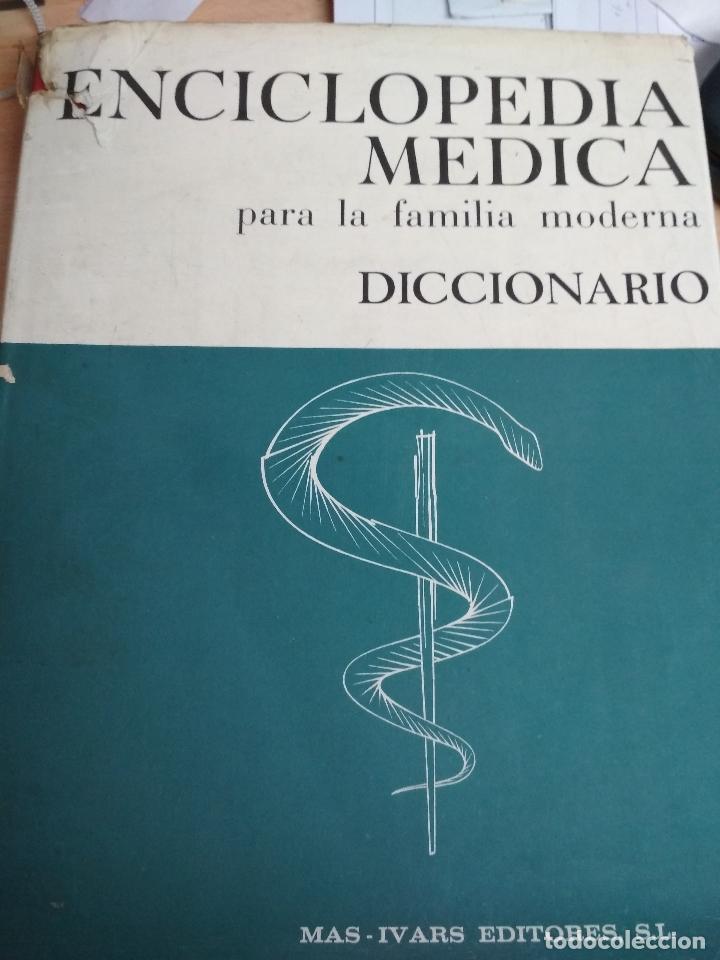 ENCICLOPEDIA
MEDICA
para la familia moderna
DICCIONARIO
MAS-IVARS EDITORES, S.L.
todocoleccion